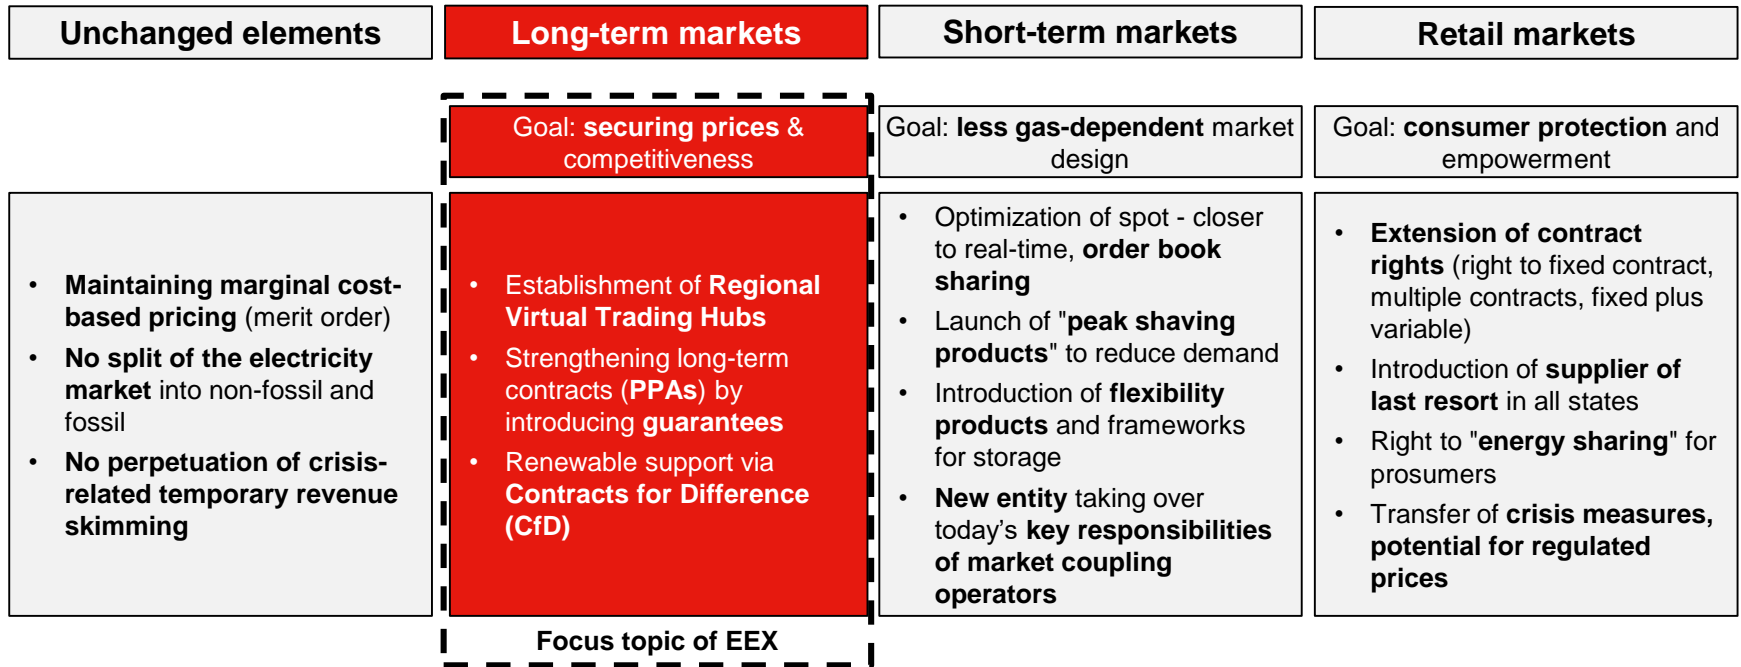 Unchanged elements
Long-term markets
Short-term markets
Retail markets
Goal: securing prices &
competitiveness
Goal: less gas-dependent market
design
Goal: consumer protection and
empowerment
• Maintaining marginal cost-
based pricing (merit order)
• No split of the electricity
market into non-fossil and
fossil
• No perpetuation of crisis-
related temporary revenue
skimming
• Establishment of Regional
Virtual Trading Hubs
• Strengthening long-term
contracts (PPAs) by
introducing guarantees
• Renewable support via
Contracts for Difference
(CfD)
• Optimization of spot - closer
to real-time, order book
sharing
• Launch of "peak shaving
products" to reduce demand
• Introduction of flexibility
products and frameworks
for storage
• New entity taking over
today's key responsibilities
of market coupling
operators
• Extension of contract
rights (right to fixed contract,
multiple contracts, fixed plus
variable)
• Introduction of supplier of
last resort in all states
• Right to "energy sharing" for
prosumers
• Transfer of crisis measures,
potential for regulated
prices
Focus topic of EEX